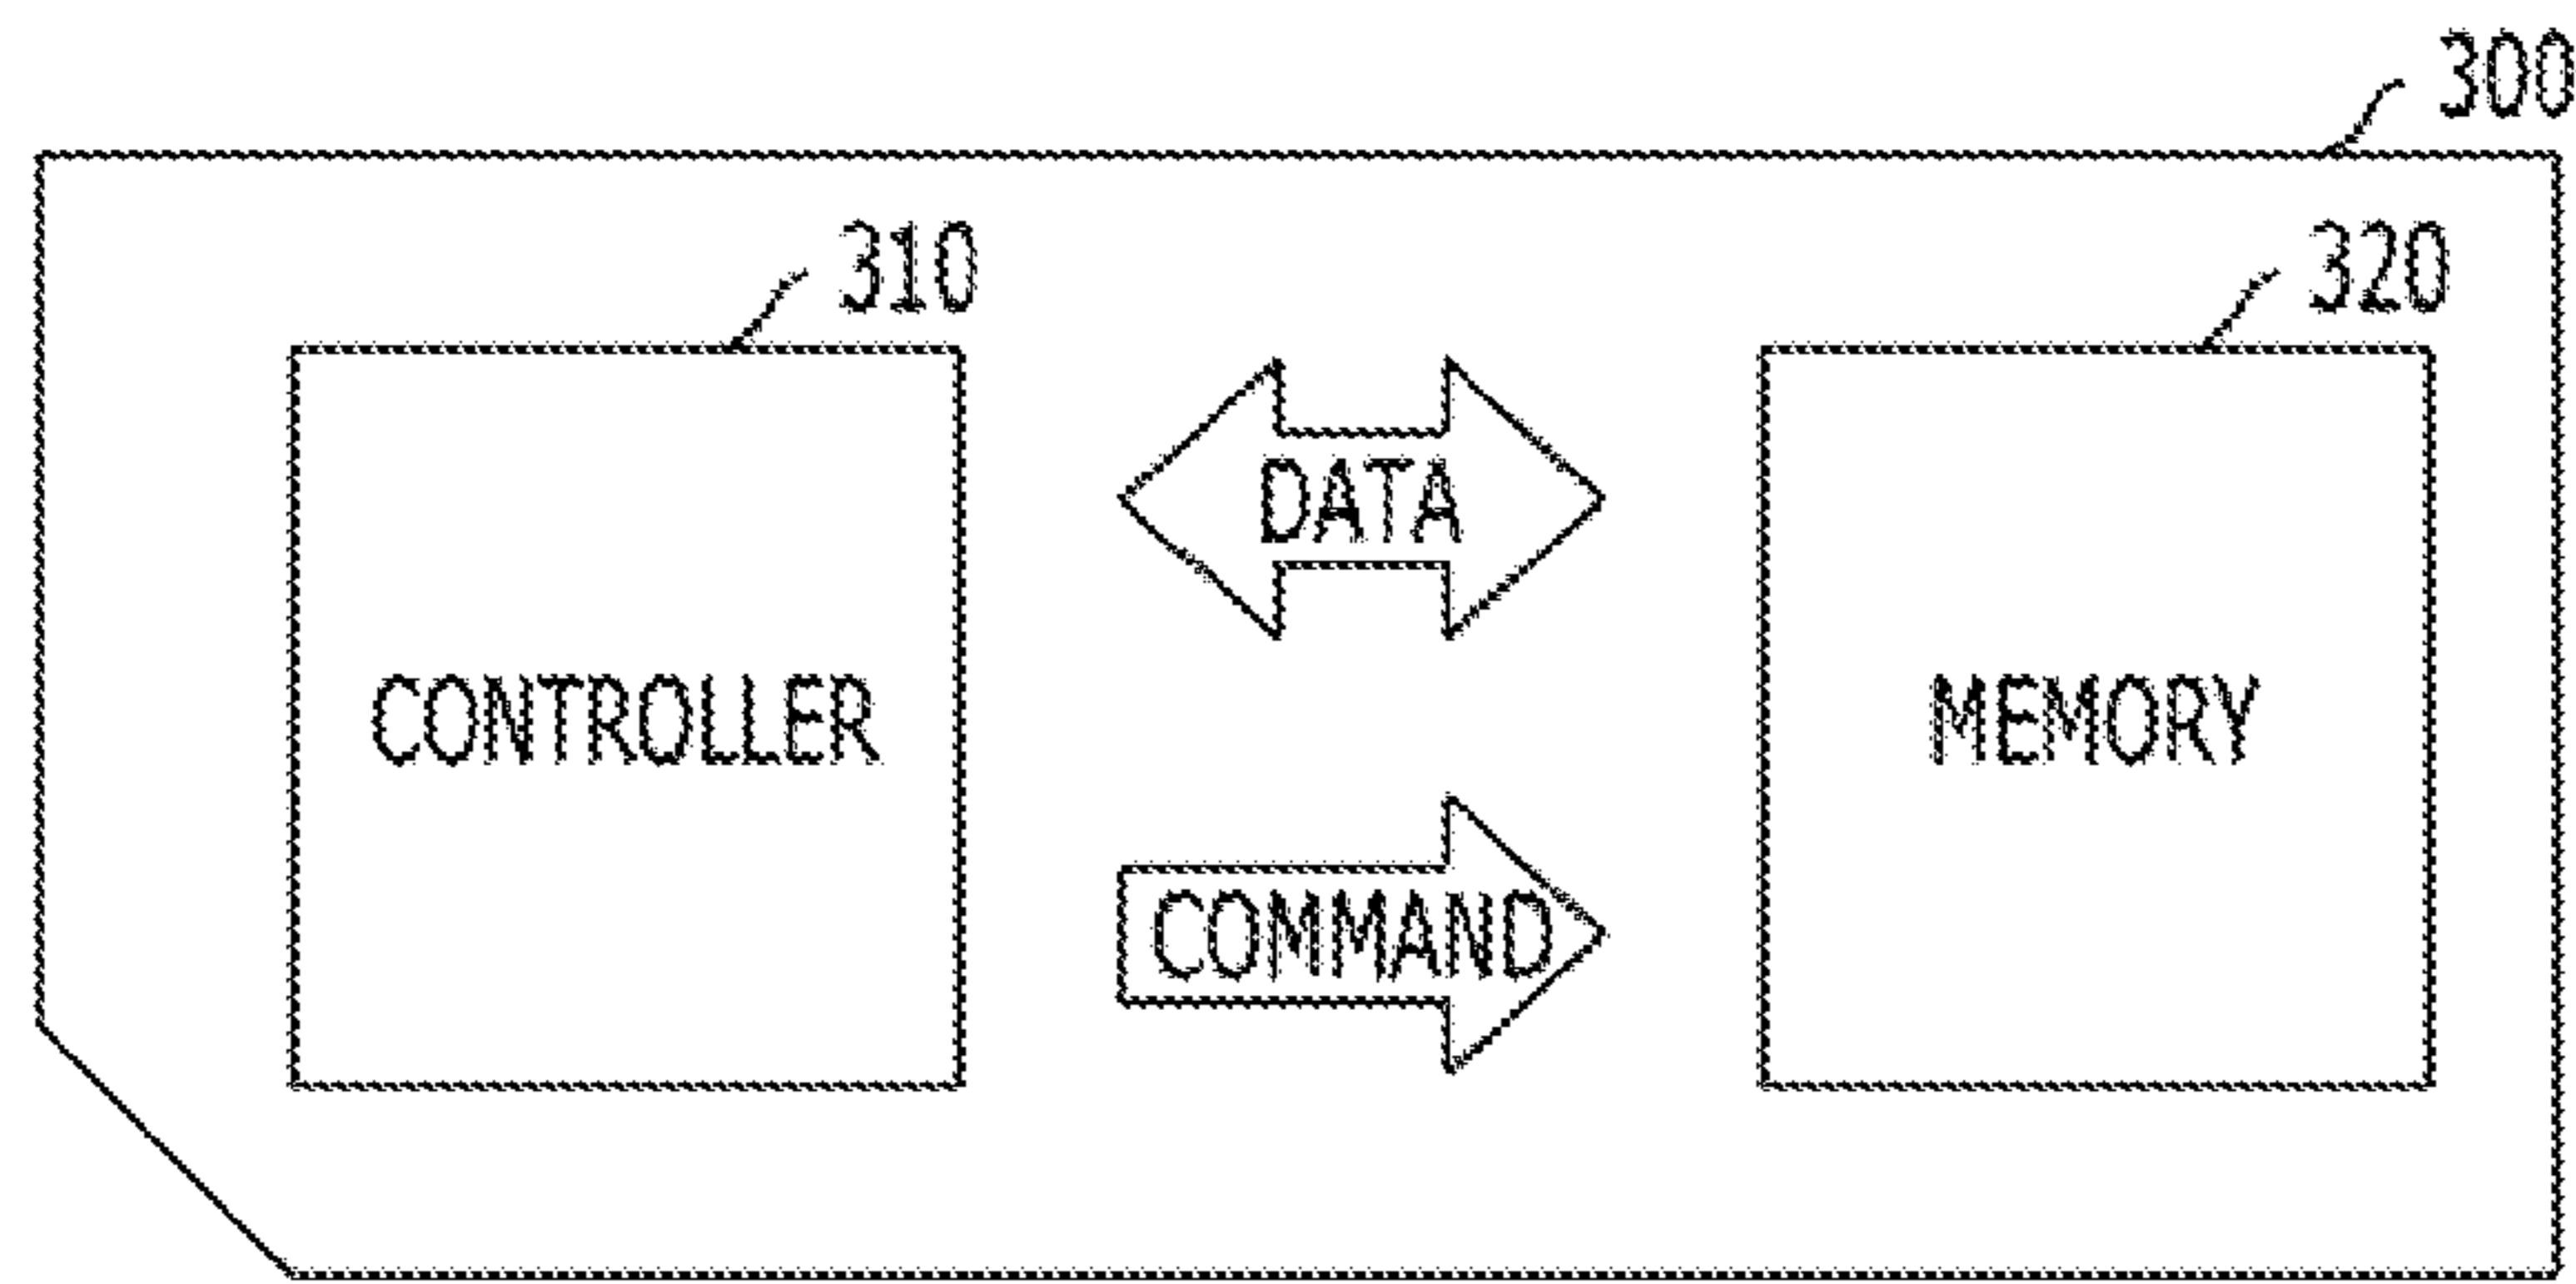 300
310
320
DATA
CONTROLLER
MEMORY
COMMAND